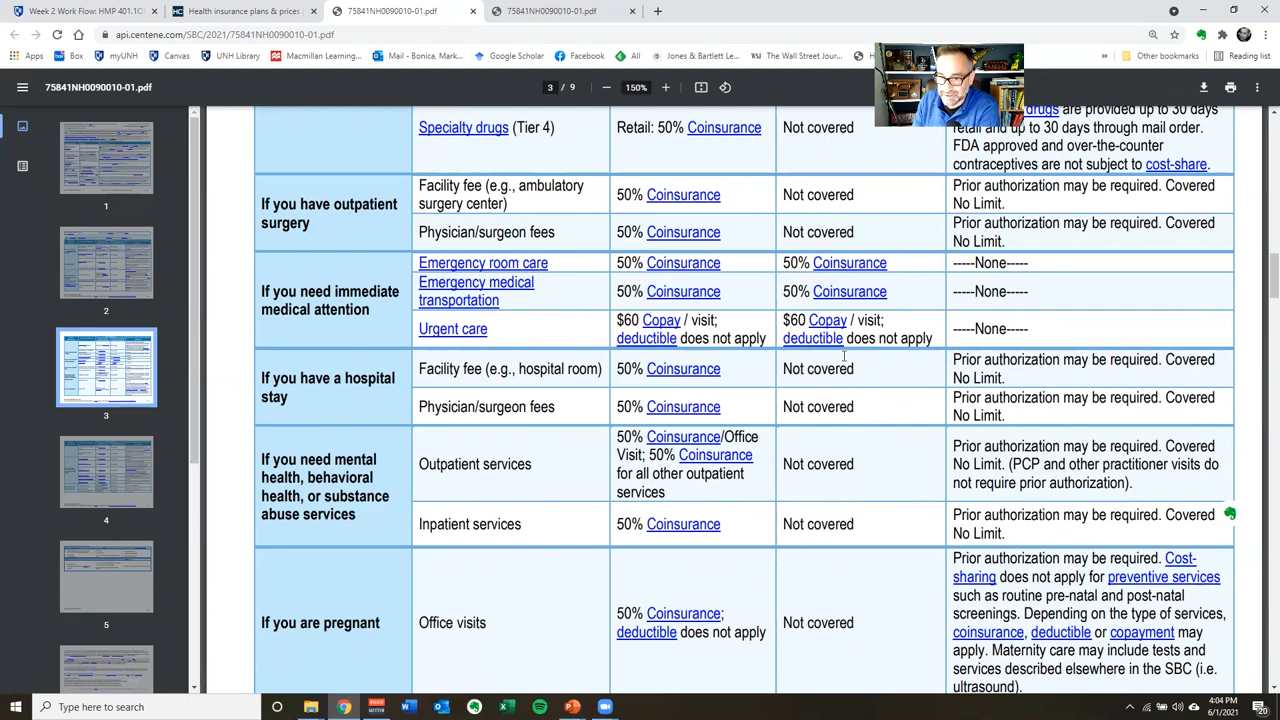 Week 2 Work Flow: HMP 401.1C
Health insurance plans & prices
75841NH0090010-01.pdf
75841NH0090010-01.pdf
api.centene.com/SBC/2021/75841NH0090010-01.pdf
Apps
Bonica
myUNH
Canvas
UNH Library
Macmillan Learning...
Mail - Bonica, Mark...
Google Scholar
Facebook
All
Jones & Bartlett Le...
The Wall Street Jour...
Other bookmarks
Reading list
75841NH0090010-01.pdf
3 / 9
150%
1
2
3
4
5
Specialty drugs (Tier 4)
Retail: 50% Coinsurance
Not covered
drugs are provided up to 30 days
retail and up to 30 days through mail order.
FDA approved and over-the-counter
contraceptives are not subject to cost-share.
If you have outpatient
surgery
Facility fee (e.g., ambulatory
surgery center)
50% Coinsurance
Not covered
Prior authorization may be required. Covered
No Limit.
Physician/surgeon fees
50% Coinsurance
Not covered
Prior authorization may be required. Covered
No Limit.
If you need immediate
medical attention
Emergency room care
50% Coinsurance
50% Coinsurance
-----None-----
Emergency medical
transportation
50% Coinsurance
50% Coinsurance
-----None-----
Urgent care
$60 Copay / visit;
deductible does not apply
$60 Copay / visit;
deductible does not apply
-----None-----
If you have a hospital
stay
Facility fee (e.g., hospital room)
50% Coinsurance
Not covered
Prior authorization may be required. Covered
No Limit.
Physician/surgeon fees
50% Coinsurance
Not covered
Prior authorization may be required. Covered
No Limit.
If you need mental
health, behavioral
health, or substance
abuse services
Outpatient services
50% Coinsurance/Office
Visit; 50% Coinsurance
for all other outpatient
services
Not covered
Prior authorization may be required. Covered
No Limit. (PCP and other practitioner visits do
not require prior authorization).
Inpatient services
50% Coinsurance
Not covered
Prior authorization may be required. Covered
No Limit.
If you are pregnant
Office visits
50% Coinsurance;
deductible does not apply
Not covered
Prior authorization may be required. Cost-
sharing does not apply for preventive services
such as routine pre-natal and post-natal
screenings. Depending on the type of services,
coinsurance, deductible or copayment may
apply. Maternity care may include tests and
services described elsewhere in the SBC (i.e.
ultrasound).
Type here to search
4:04 PM
6/1/2021